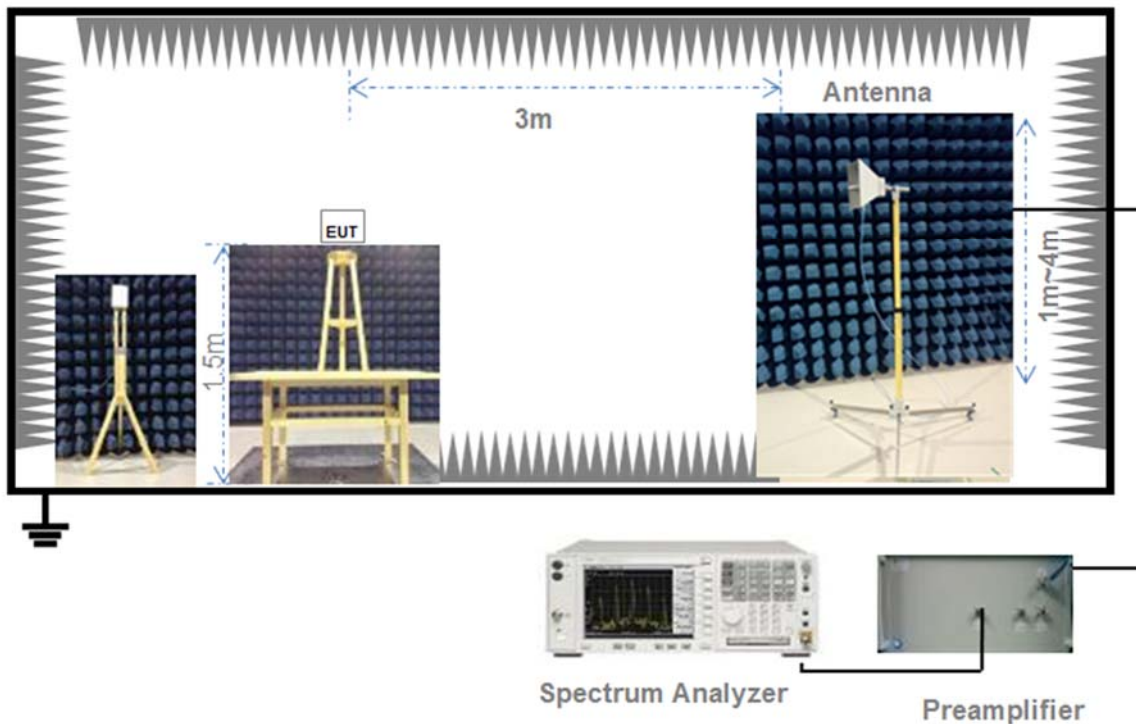 Antenna
3m
EUT
1.5m
1m~4m
Spectrum Analyzer
Preamplifier